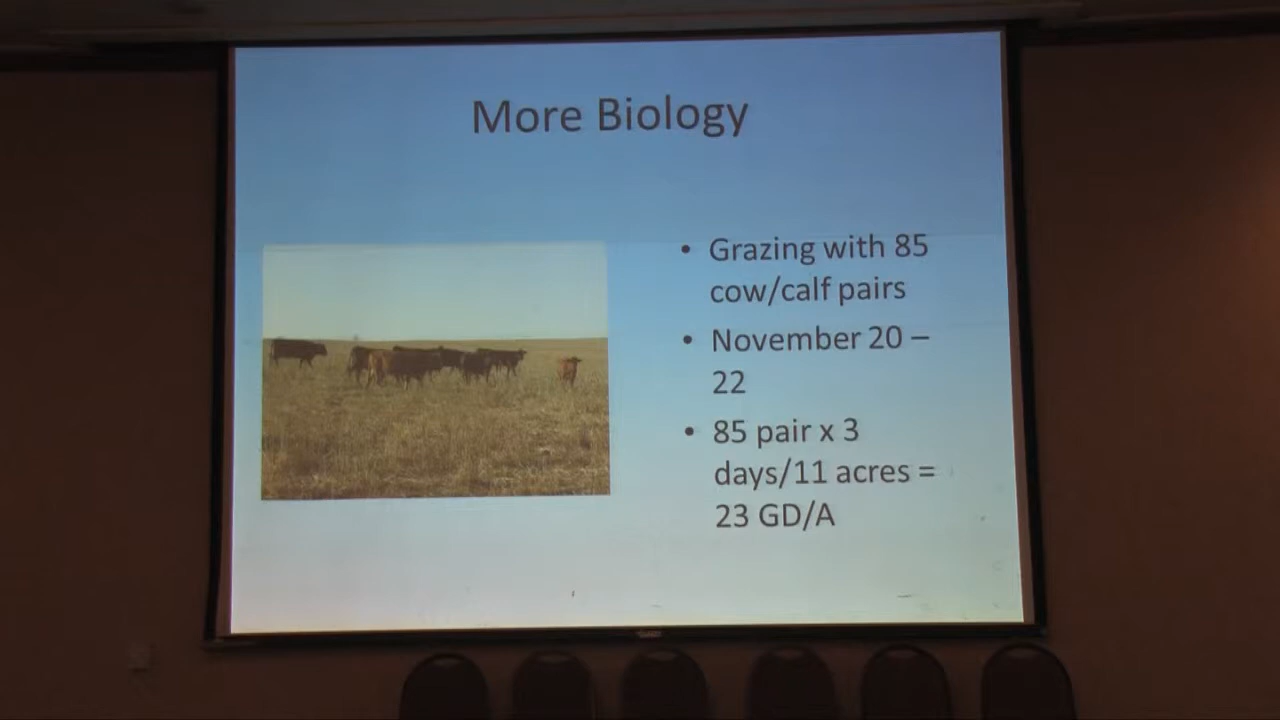 More Biology
• Grazing with 85
cow/calf pairs
• November 20 –
22
• 85 pair x 3
days/11 acres =
23 GD/A